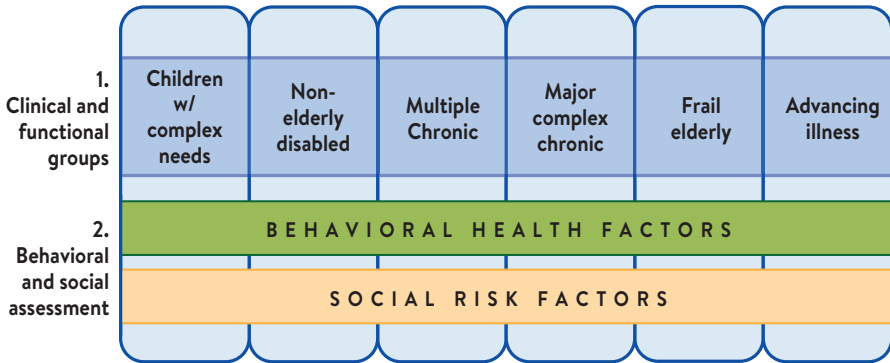 1.
Clinical and
functional
groups
Children
w/
complex
needs
Non-
elderly
disabled
Multiple
Chronic
Major
complex
chronic
Frail
elderly
Advancing
illness
2.
Behavioral
and social
assessment
BEHAVIORAL HEALTH FACTORS
SOCIAL RISK FACTORS